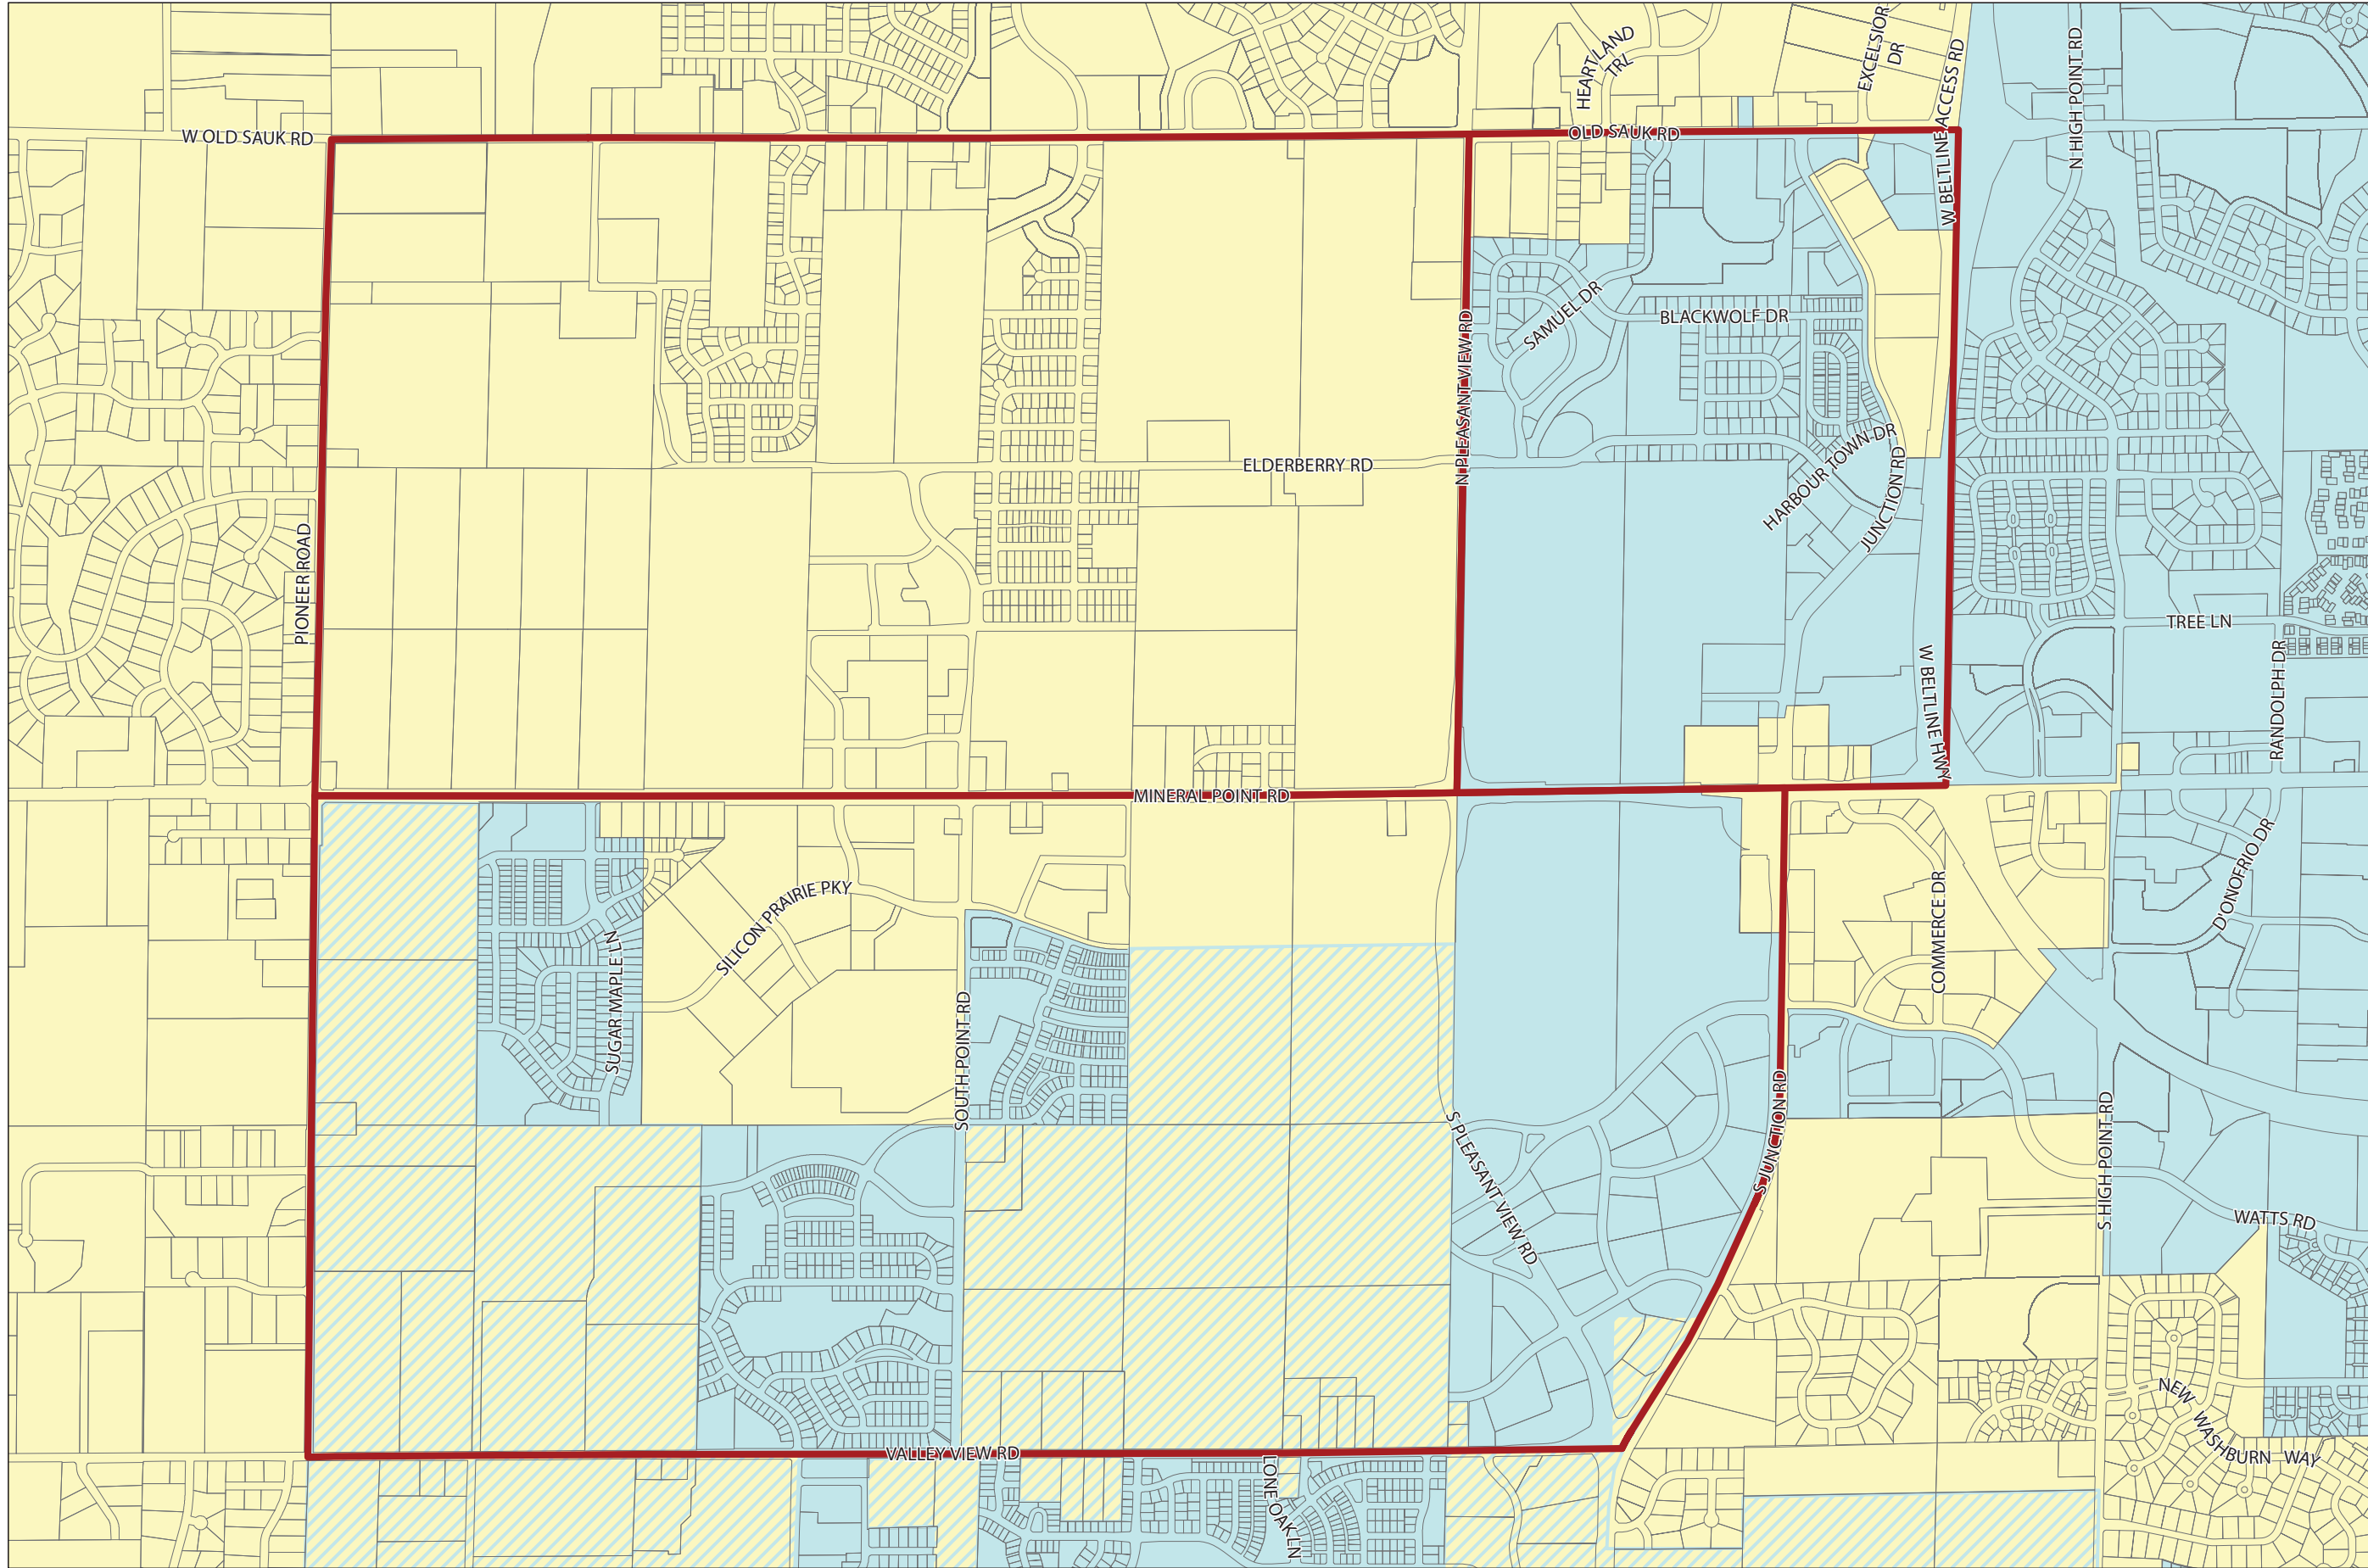 HEARTLAND
TRL
EXCELSIOR
DR
W BELTLINE ACCESS RD
N HIGH POINT RD
W OLD SAUK RD
OLD SAUK RD
SAMUEL DR
BLACKWOLF DR
N PLEASANT VIEW RD
ELDERBERRY RD
HARBOUR TOWN DR
JUNCTION RD
PIONEER ROAD
TREE LN
RANDOLPH DR
W BELTLINE HWY
MINERAL POINT RD
SILICON PRAIRIE PKY
COMMERCE DR
D'ONOFRIO DR
SUGAR MAPLE LN
SOUTH POINT RD
S PLEASANT VIEW RD
S JUNCTION RD
S HIGH POINT RD
WATTS RD
NEW WASHBURN WAY
VALLEY VIEW RD
LONE OAK LN